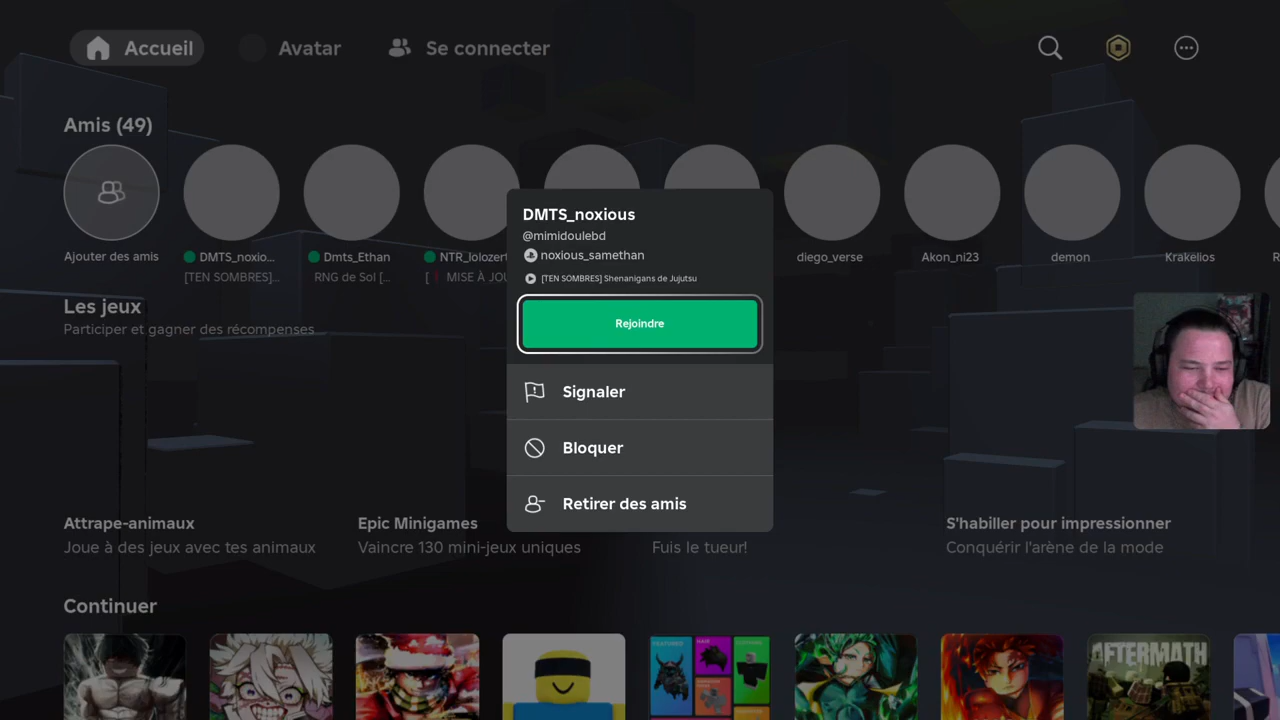 Accueil
Avatar
Se connecter
Amis (49)
Ajouter des amis
DMTS_noxio...
[TEN SOMBRES]...
Dmts_Ethan
RNG de Sol [...
NTR_lolozert
[ ❗ MISE À JOU
diego_verse
Akon_ni23
demon
Krakelios
R
DMTS_noxious
@mimidoulebd
noxious_samethan
[TEN SOMBRES] Shenanigans de Jujutsu
Rejoindre
Signaler
Bloquer
Retirer des amis
Les jeux
Participer et gagner des récompenses
Attrape-animaux
Joue à des jeux avec tes animaux
Epic Minigames
Vaincre 130 mini-jeux uniques
Fuis le tueur!
S'habiller pour impressionner
Conquérir l'arène de la mode
Continuer
AFTERMATH